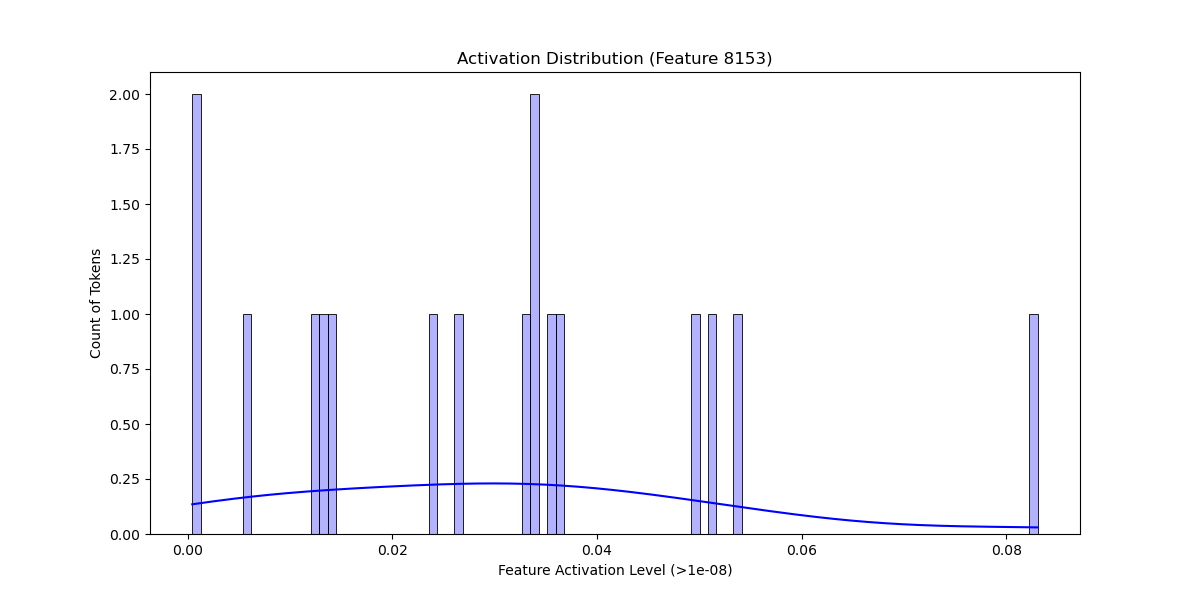 Activation Distribution (Feature 8153)
2.00
1.75
1.50
1.25
1.00
0.75
0.50
0.25
0.00
Count of Tokens
0.00 0.02 0.04 0.06 0.08
Feature Activation Level (>1e-08)